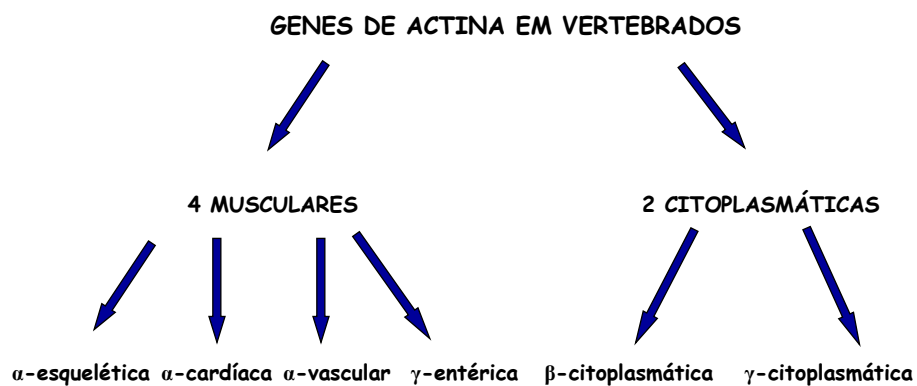 GENES DE ACTINA EM VERTEBRADOS
4 MUSCULARES 2 CITOPLASMÁTICAS
α-esquelética α-cardíaca α-vascular γ-entérica β-citoplasmática γ-citoplasmática